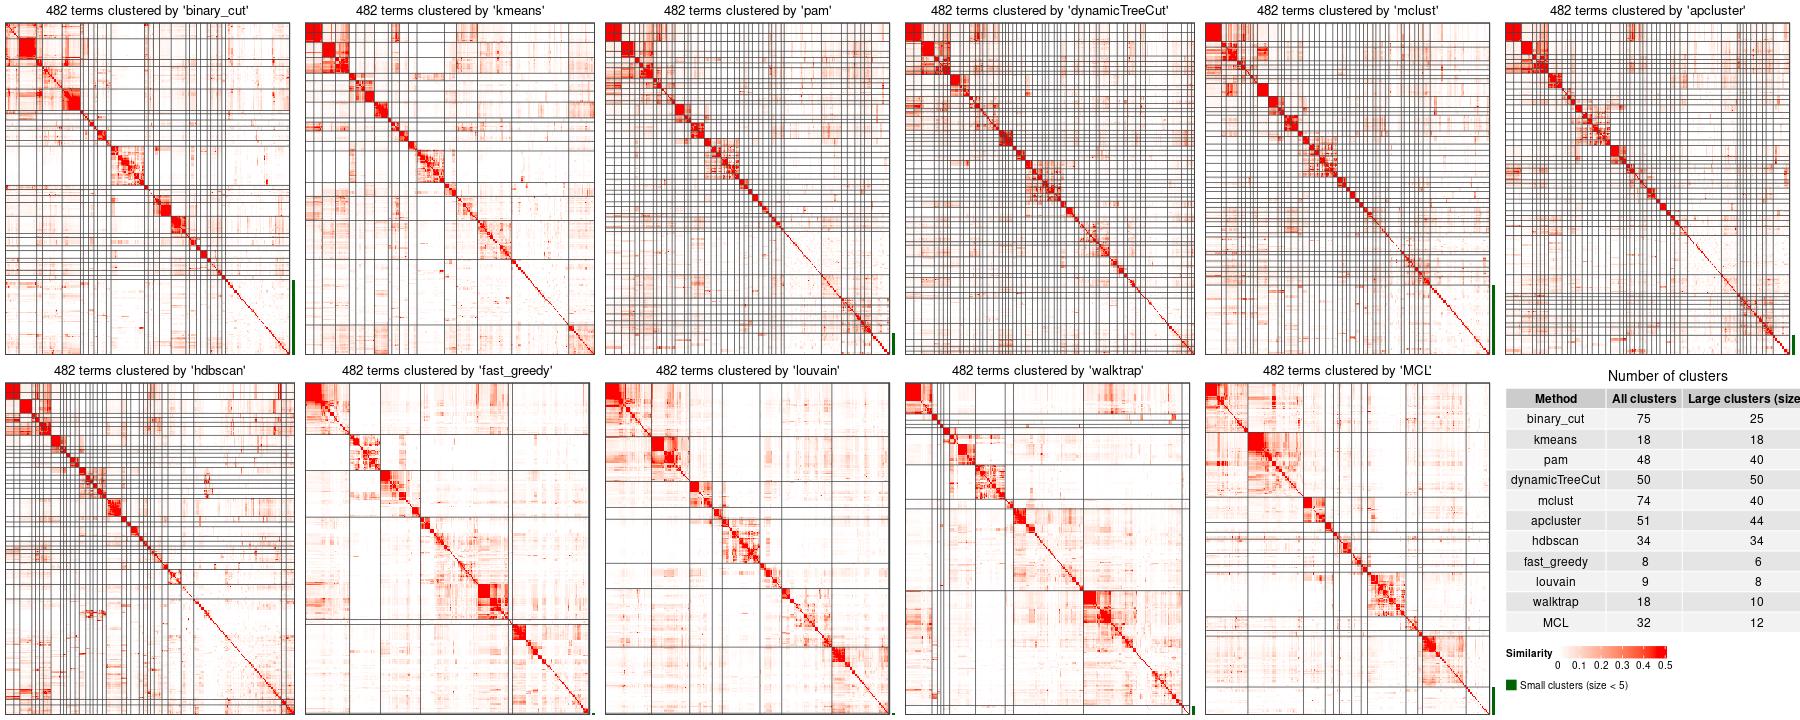 482 terms clustered by 'binary_cut'
482 terms clustered by 'kmeans'
482 terms clustered by 'pam'
482 terms clustered by 'dynamicTreeCut'
482 terms clustered by 'mclust'
482 terms clustered by 'apcluster'
482 terms clustered by 'hdbscan'
482 terms clustered by 'fast_greedy'
482 terms clustered by 'louvain'
482 terms clustered by 'walktrap'
482 terms clustered by 'MCL'
Number of clusters
Method All clusters Large clusters (size
binary_cut 75 25
kmeans 18 18
pam 48 40
dynamicTreeCut 50 50
mclust 74 40
apcluster 51 44
hdbscan 34 34
fast_greedy 8 6
louvain 9 8
walktrap 18 10
MCL 32 12
Similarity
0 0.1 0.2 0.3 0.4 0.5
Small clusters (size < 5)